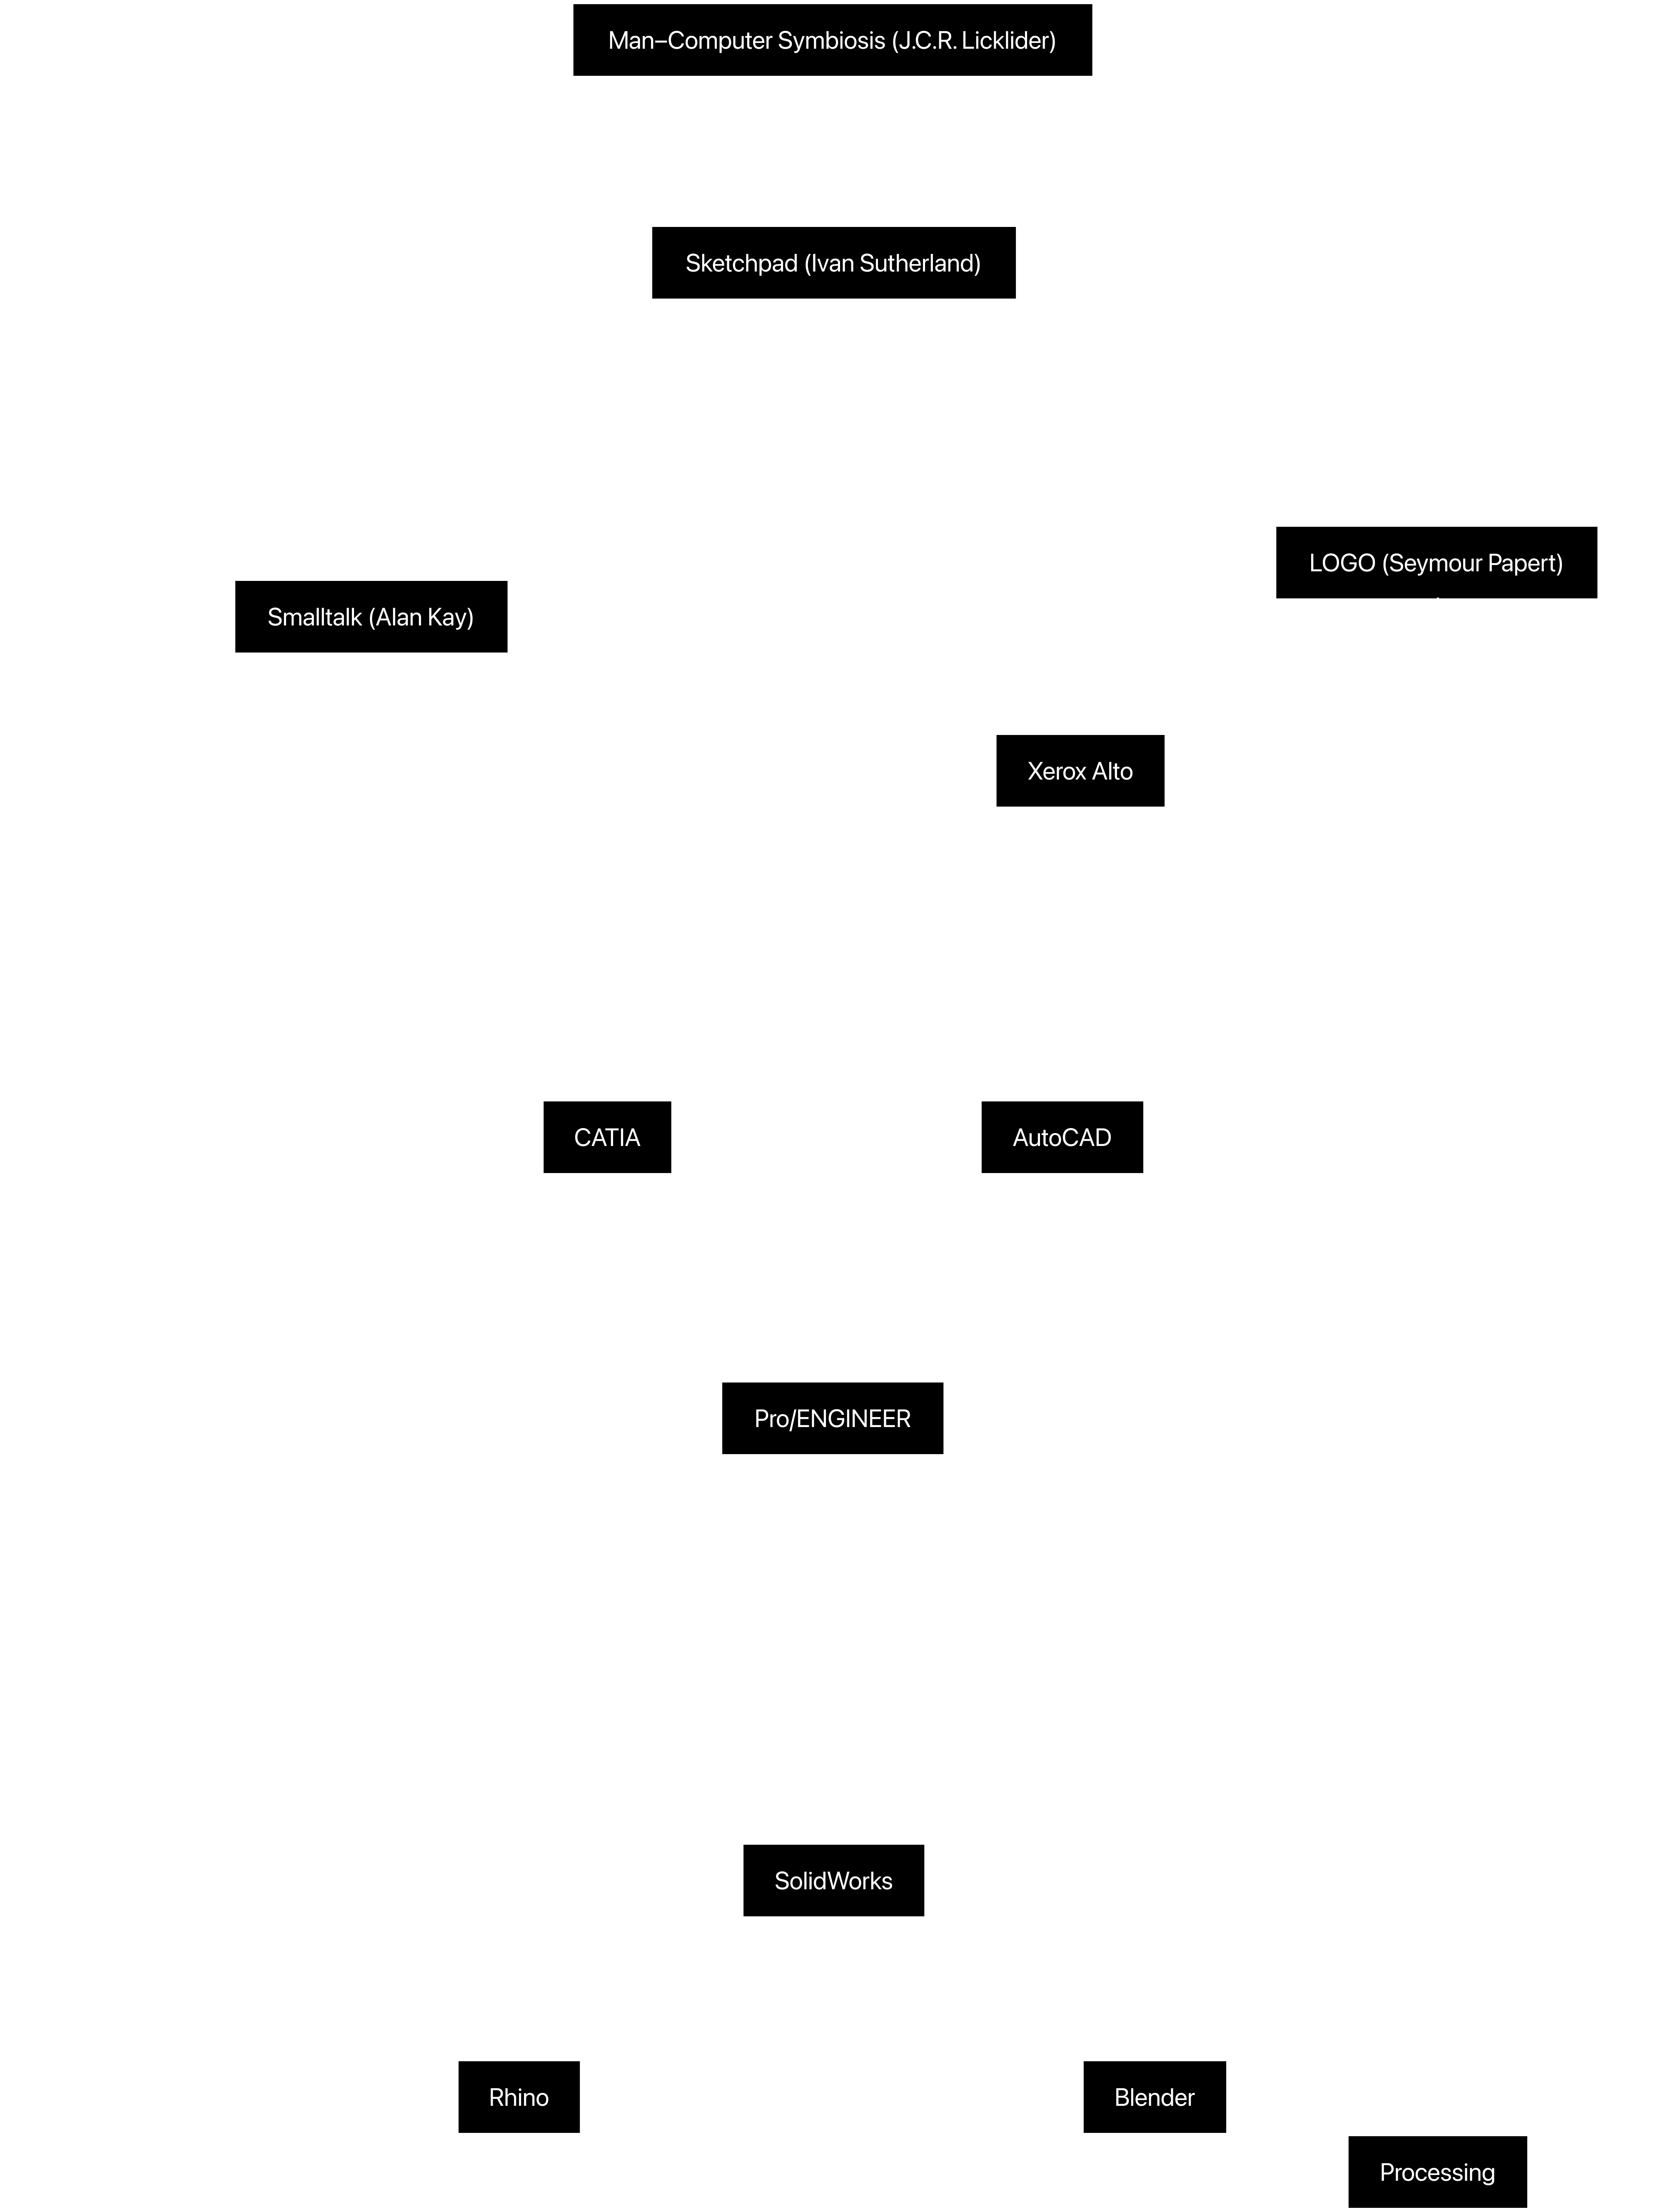 Man–Computer Symbiosis (J.C.R. Licklider)
Sketchpad (Ivan Sutherland)
LOGO (Seymour Papert)
Smalltalk (Alan Kay)
Xerox Alto
CATIA
AutoCAD
Pro/ENGINEER
SolidWorks
Rhino
Blender
Processing